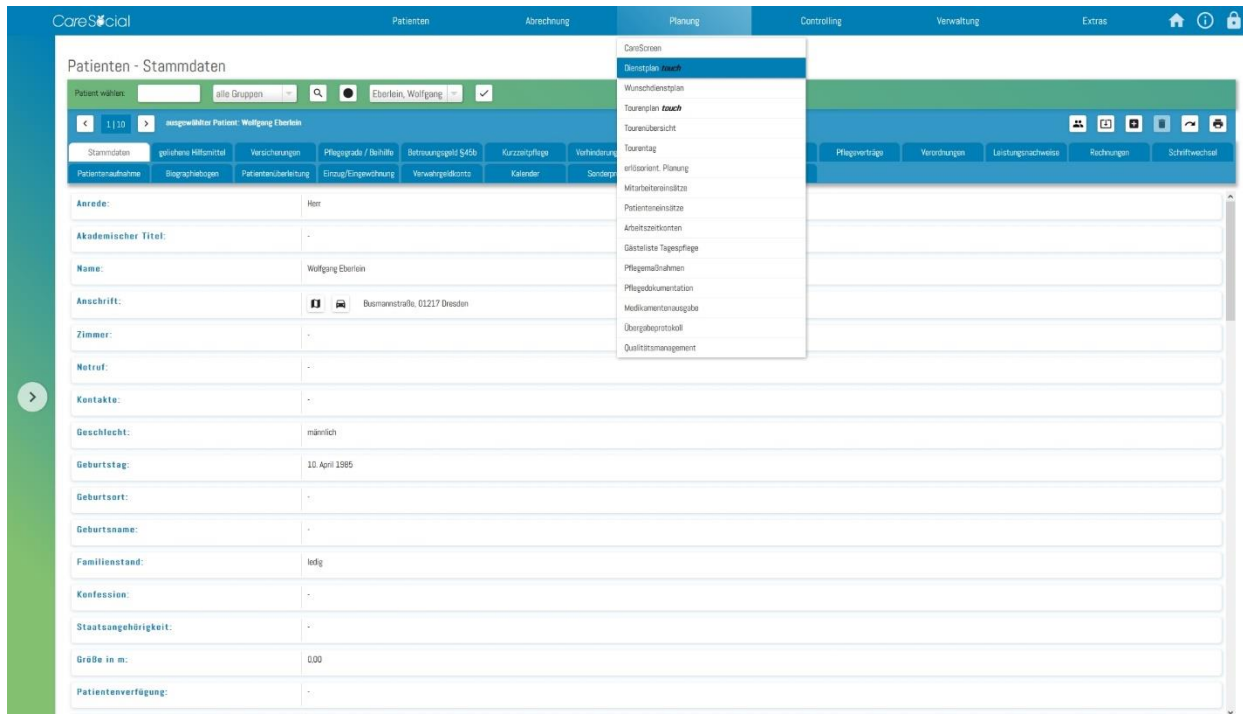 CareSocial Patienten Abrechnung Planung Controlling Verwaltung Extras
CareScreen
Dienstplan touch
Wunschdienstplan
Tourenplan touch
Tourenübersicht
Tourentag
erlösorient. Planung
Mitarbeitereinsätze
Patienteneinsätze
Arbeitszeitkonten
Gästeliste Tagespflege
Pflegemaßnahmen
Pflegedokumentation
Medikamentenausgabe
Übergabeprotokoll
Qualitätsmanagement
Patienten - Stammdaten
Patient wählen: alle Gruppen Eberlein, Wolfgang
1 | 10 ausgewählter Patient: Wolfgang Eberlein
Stammdaten geliehene Hilfsmittel Versicherungen Pflegegrade / Beihilfe Betreuungsgeld §45b Kurzzeitpflege Verhinderung Pflegeverträge Verordnungen Leistungsnachweise Rechnungen Schriftwechsel
Patientenaufnahme Biographiebogen Patientenüberleitung Einzug/Eingewöhnung Verwahrgeldkonto Kalender Sonderpr
Anrede: Herr
Akademischer Titel: -
Name: Wolfgang Eberlein
Anschrift: Busmannstraße, 01217 Dresden
Zimmer: -
Notruf: -
Kontakte: -
Geschlecht: männlich
Geburtstag: 10. April 1985
Geburtsort: -
Geburtsname: -
Familienstand: ledig
Konfession: -
Staatsangehörigkeit: -
Größe in m: 0,00
Patientenverfügung: -